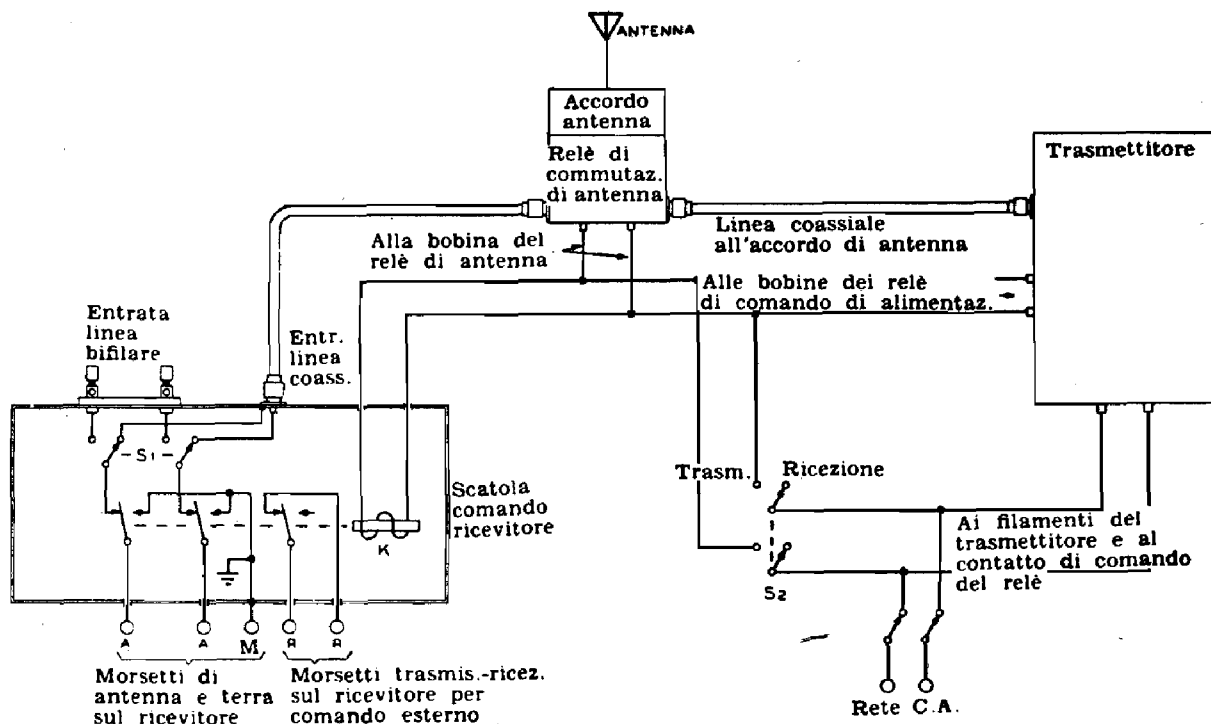 ANTENNA
Accordo
antenna
Relè di
commutaz.
di antenna
Trasmettitore
Linea coassiale
all'accordo di antenna
Alla bobina del
relè di antenna
Alle bobine dei relè
di comando di alimentaz.
Entrata
linea
bifilare
Entr.
linea
coass.
S1
Scatola
comando
ricevitore
K
Trasm.
Ricezione
Ai filamenti del
trasmettitore e al
contatto di comando
del relè
S2
A
A
M
R
R
Morsetti di
antenna e terra
sul ricevitore
Morsetti trasmis.-ricez.
sul ricevitore per
comando esterno
Rete C.A.